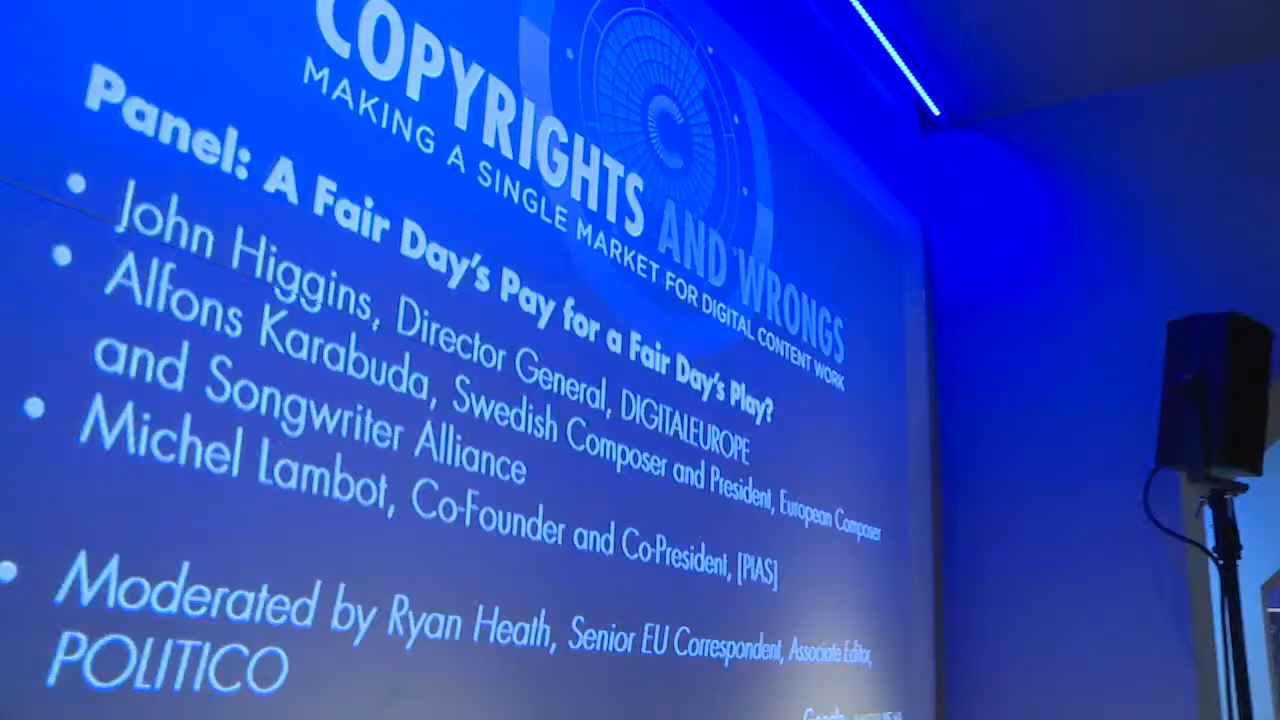 COPYRIGHTS AND WRONGS
MAKING A SINGLE MARKET FOR DIGITAL CONTENT WORK
Panel: A Fair Day's Pay for a Fair Day's Play?
• John Higgins, Director General, DIGITALEUROPE
• Alfons Karabuda, Swedish Composer and President, European Composer
and Songwriter Alliance
• Michel Lambot, Co-Founder and Co-President, [PIAS]
• Moderated by Ryan Heath, Senior EU Correspondent, Associate Editor,
POLITICO